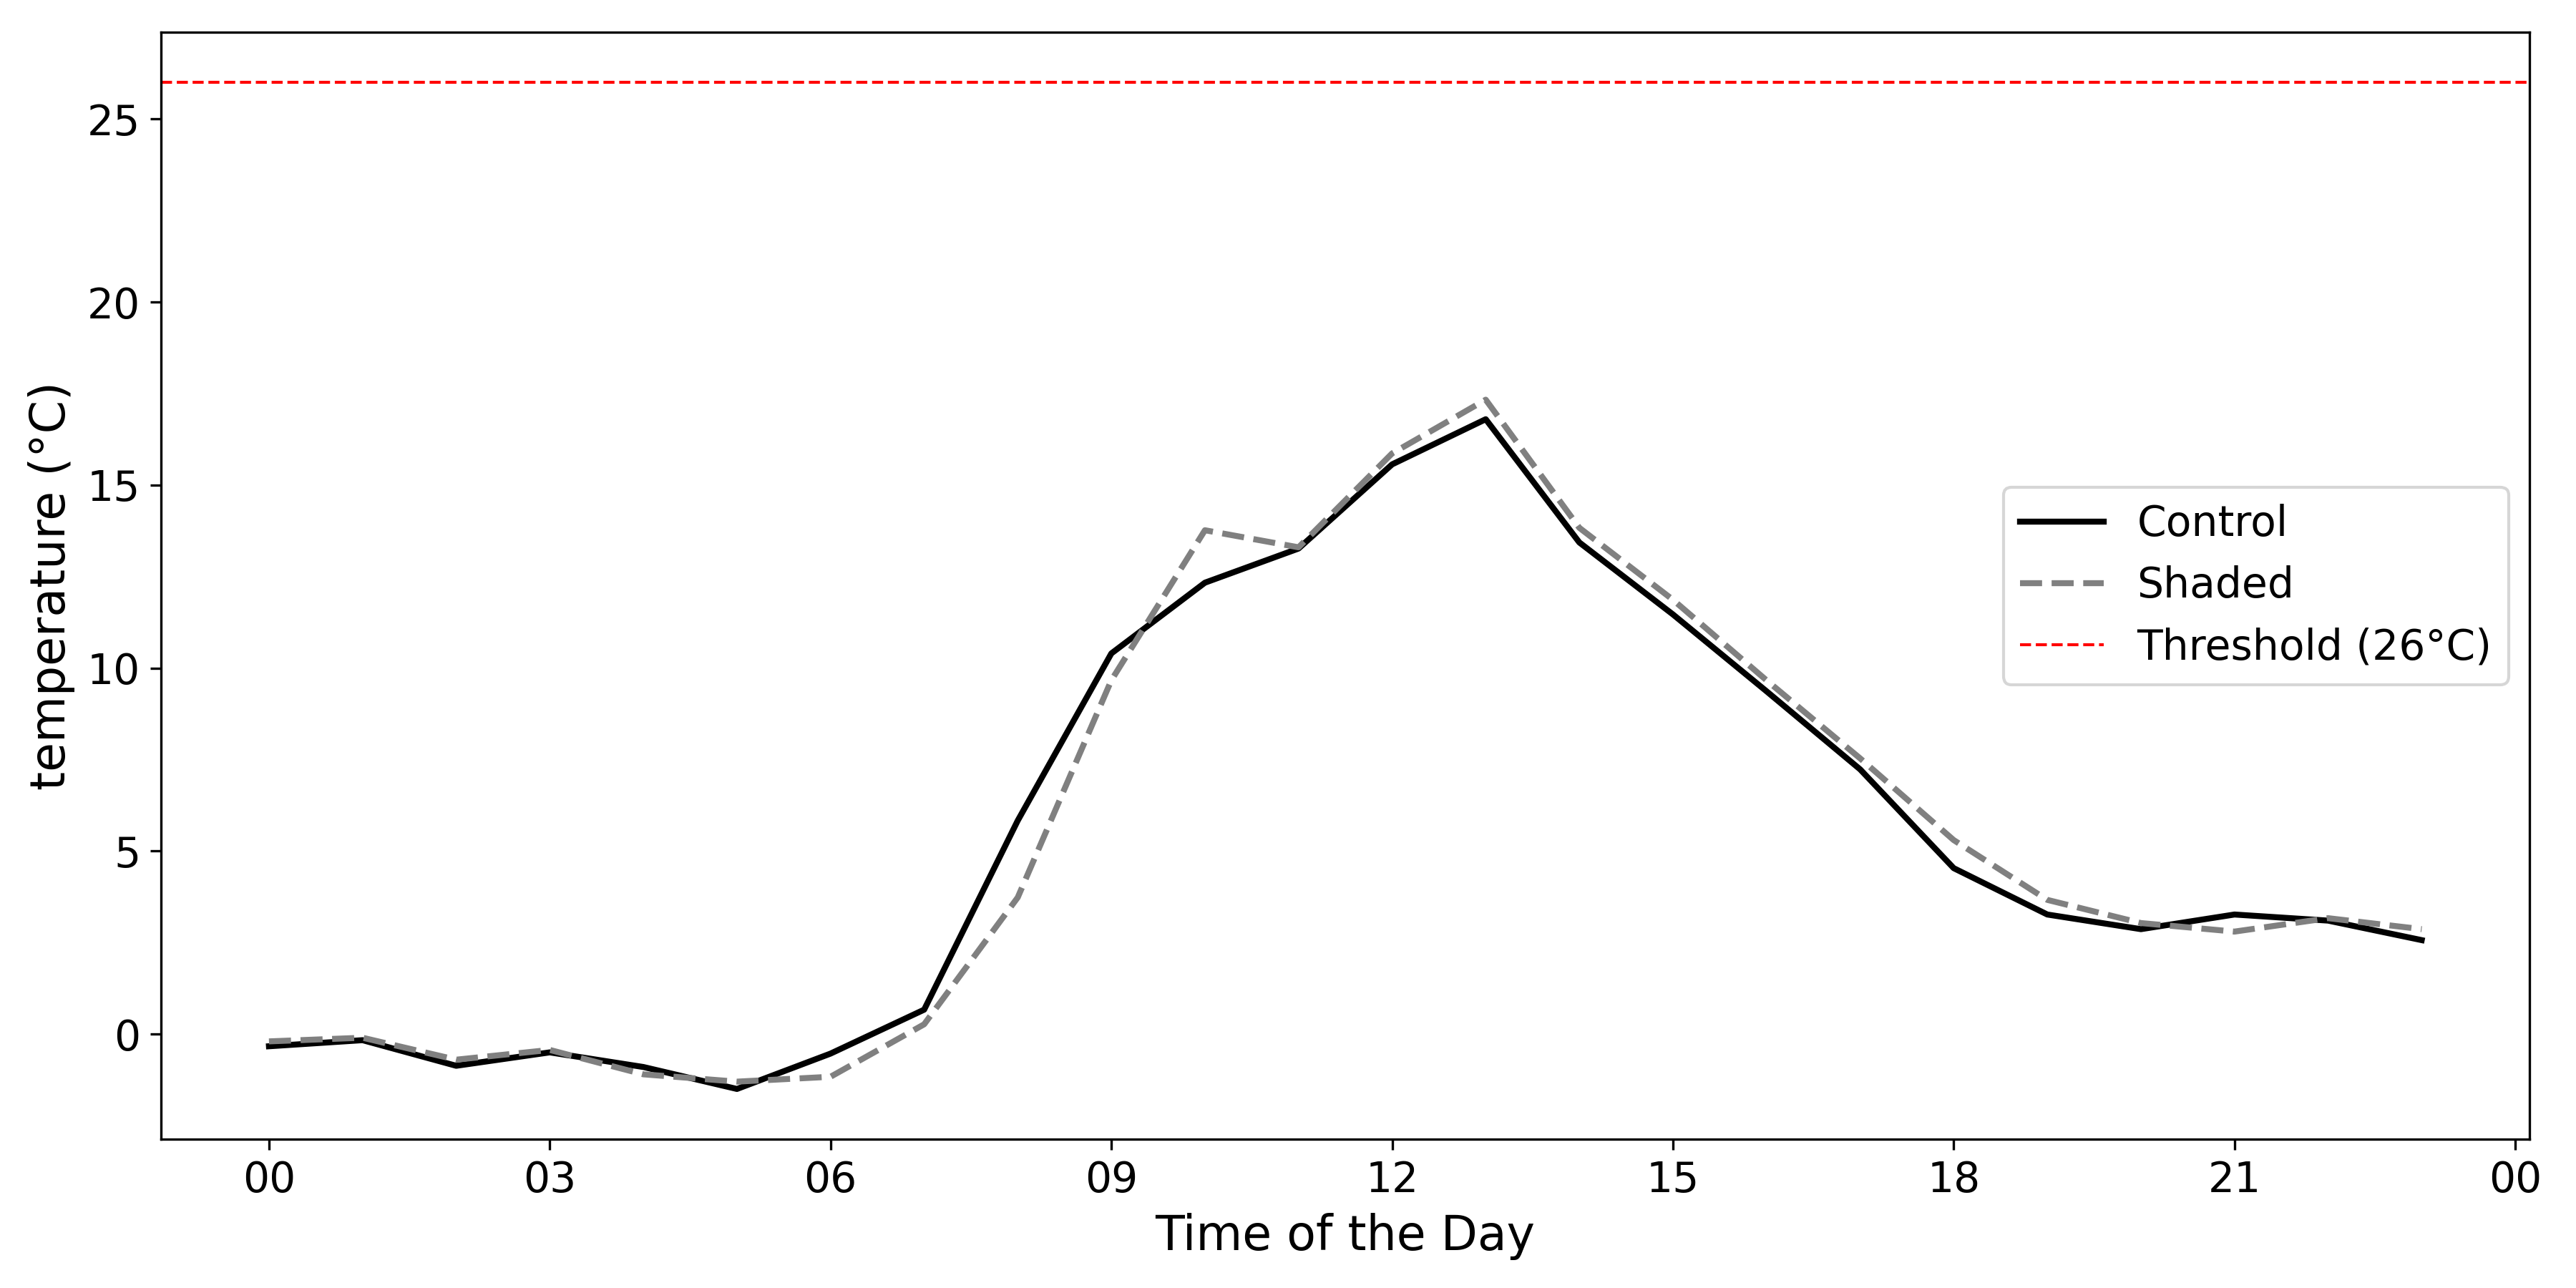 25
20
15
10
5
0
temperature (°C)
Control
Shaded
Threshold (26°C)
00 03 06 09 12 15 18 21 00
Time of the Day